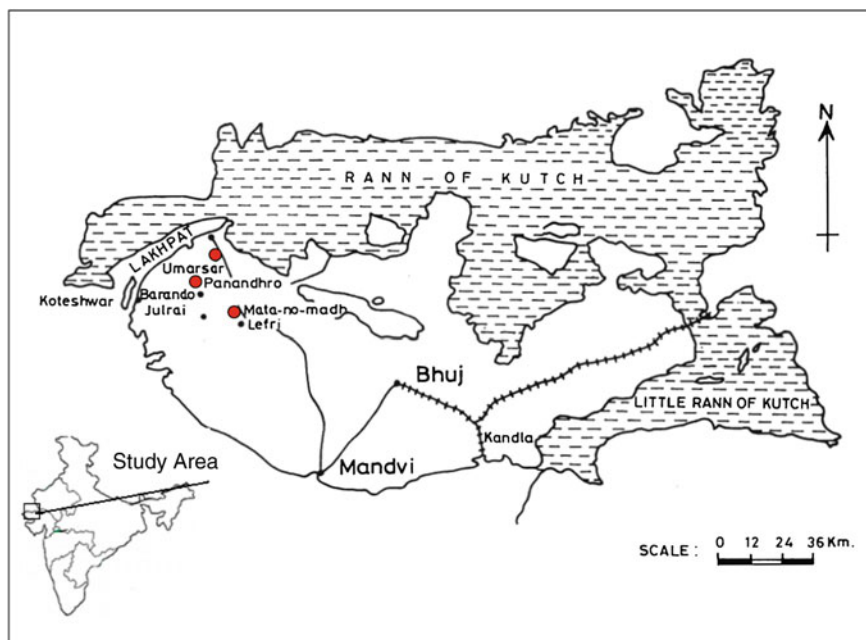 N
RANN-OF-KUTCH
LAKHPAT
Umarsar
Panandhro
Koteshwar
Barando
Julrai
Mata-no-madh
Lefri
Bhuj
LITTLE RANN OF KUTCH
Kandla
Mandvi
Study Area
SCALE: 0 12 24 36 Km.